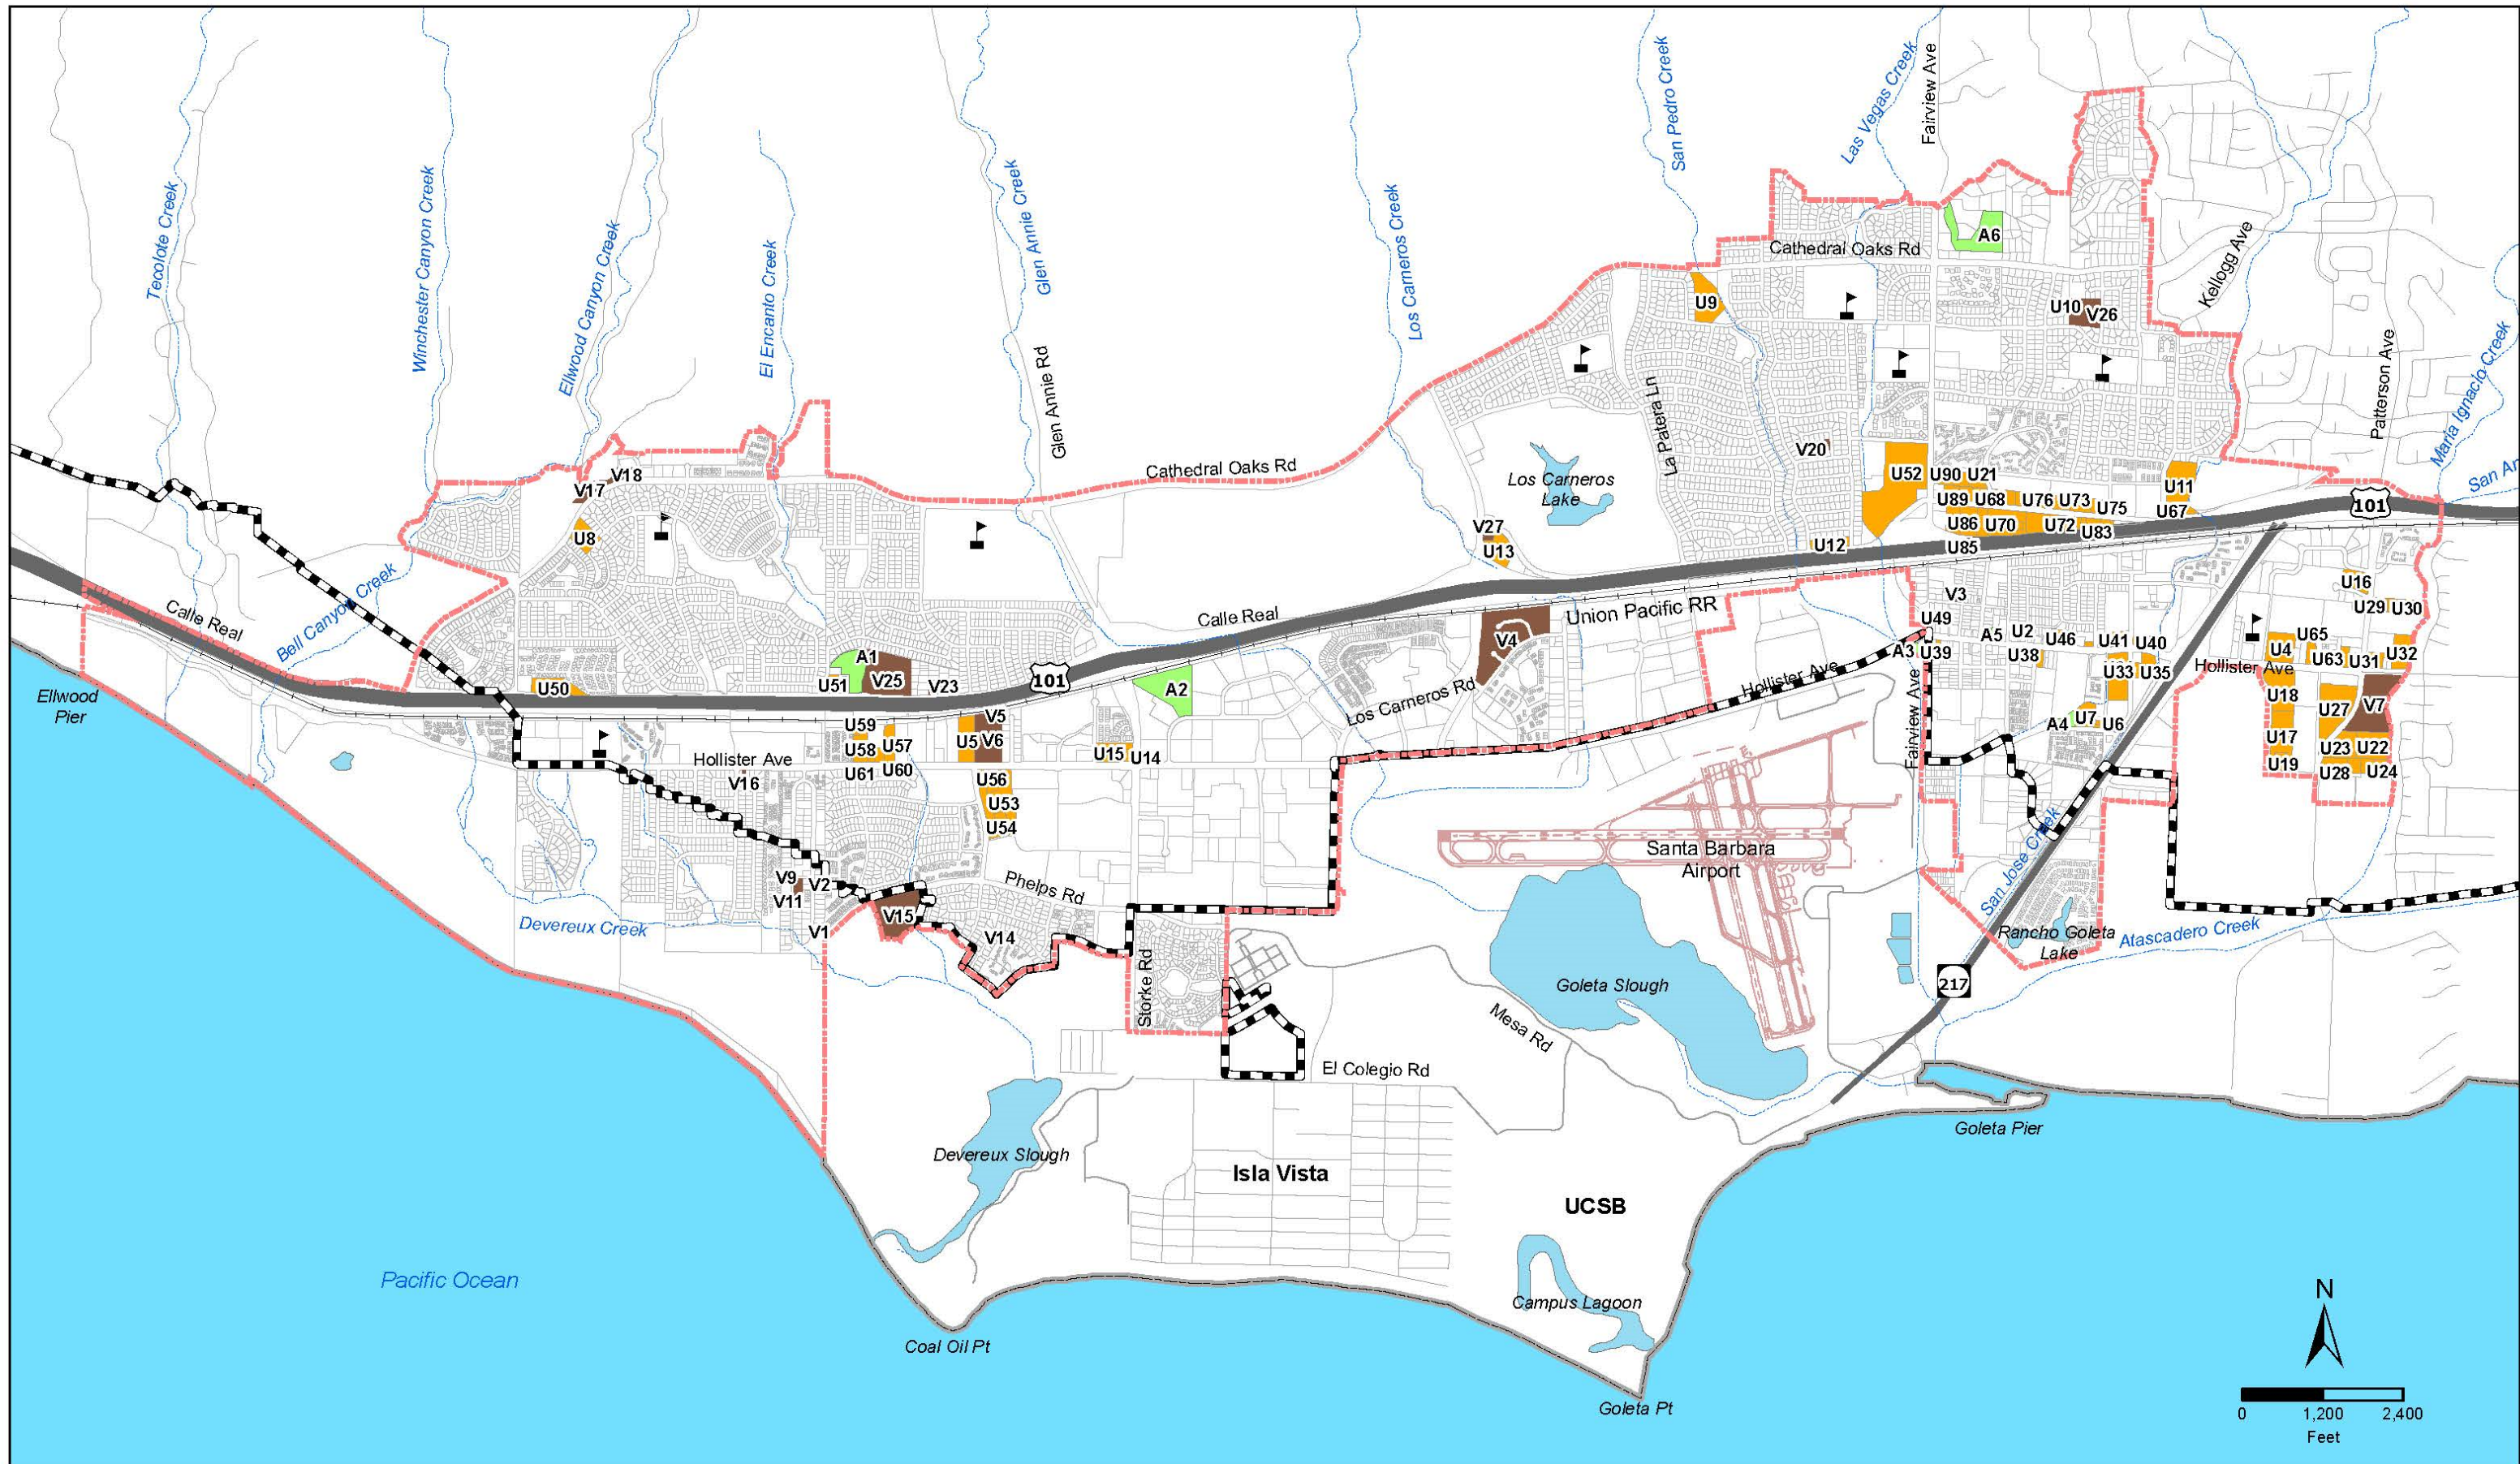 Tecolote Creek
Winchester Canyon Creek
Ellwood Canyon Creek
El Encanto Creek
Glen Annie Creek
Glen Annie Rd
Los Carneros Creek
Los Carneros Creek
San Pedro Creek
Las Vegas Creek
Fairview Ave
Kellogg Ave
Patterson Ave
Maria Ignacio Creek
San An
Cathedral Oaks Rd
A6
U9
U10
V26
La Patera Ln
V20
Cathedral Oaks Rd
Los Carneros
Lake
U52
U90
U21
U89
U68
U76
U73
U75
U11
U67
U86
U70
U72
U83
U85
U12
101
V18
V17
U8
V27
U13
Bell Canyon Creek
Calle Real
Calle Real
Union Pacific RR
U16
U29
U30
V3
U49
A5
U2
U46
U41
U40
A3
U39
U38
U33
U35
U65
U4
U63
U31
U32
Hollister Ave
V4
A1
V25
U51
V23
101
A2
U50
Los Carneros Rd
Hollister Ave
Fairview Ave
Ellwood
Pier
U18
U27
V7
A4
U7
U6
U17
U23
U22
U19
U28
U24
U59
U58
U57
U5
V5
V6
U15
U14
Hollister Ave
V16
U61
U60
U56
U53
U54
Santa Barbara
Airport
San Jose Creek
V9
V2
V11
V1
V15
V14
Phelps Rd
Devereux Creek
Storke Rd
Rancho Goleta
Lake
Atascadero Creek
217
Goleta Slough
Mesa Rd
El Colegio Rd
Goleta Pier
Devereux Slough
Isla Vista
UCSB
Pacific Ocean
Campus Lagoon
Coal Oil Pt
Goleta Pt
N
0 1,200 2,400
Feet